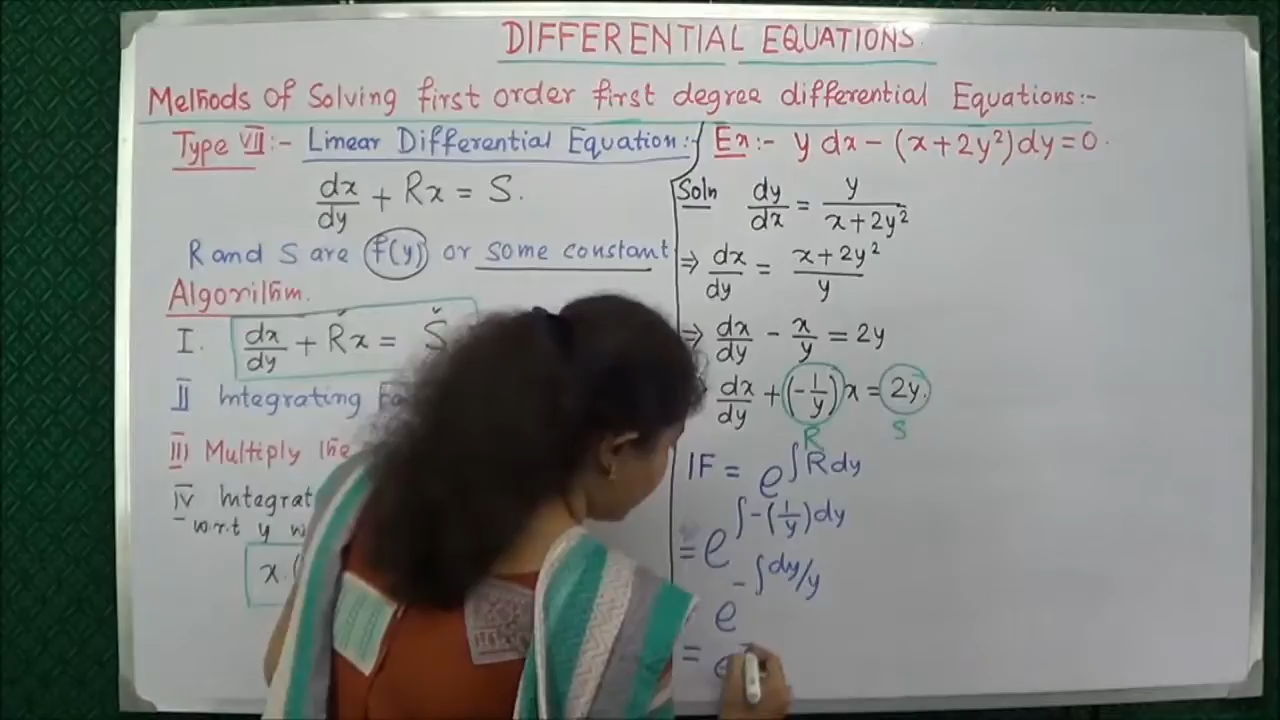 DIFFERENTIAL EQUATIONS.
Methods of Solving first order first degree differential Equations:-
Type VII:- Linear Differential Equation:-
dx/dy + Rx = S.
R and S are f(y) or some constant
Algorithm.
I. dx/dy + Rx = S
II Integrating
III Multiply the
IV Integrat
w.r.t y
x.(
Ex:- y dx - (x+2y²)dy = 0.
Soln dy/dx = y/(x+2y²)
⇒ dx/dy = (x+2y²)/y
⇒ dx/dy - x/y = 2y
dx/dy + (-1/y)x = 2y.
R S
IF = e^∫Rdy
= e^∫-(1/y)dy
e^-∫dy/y
= e